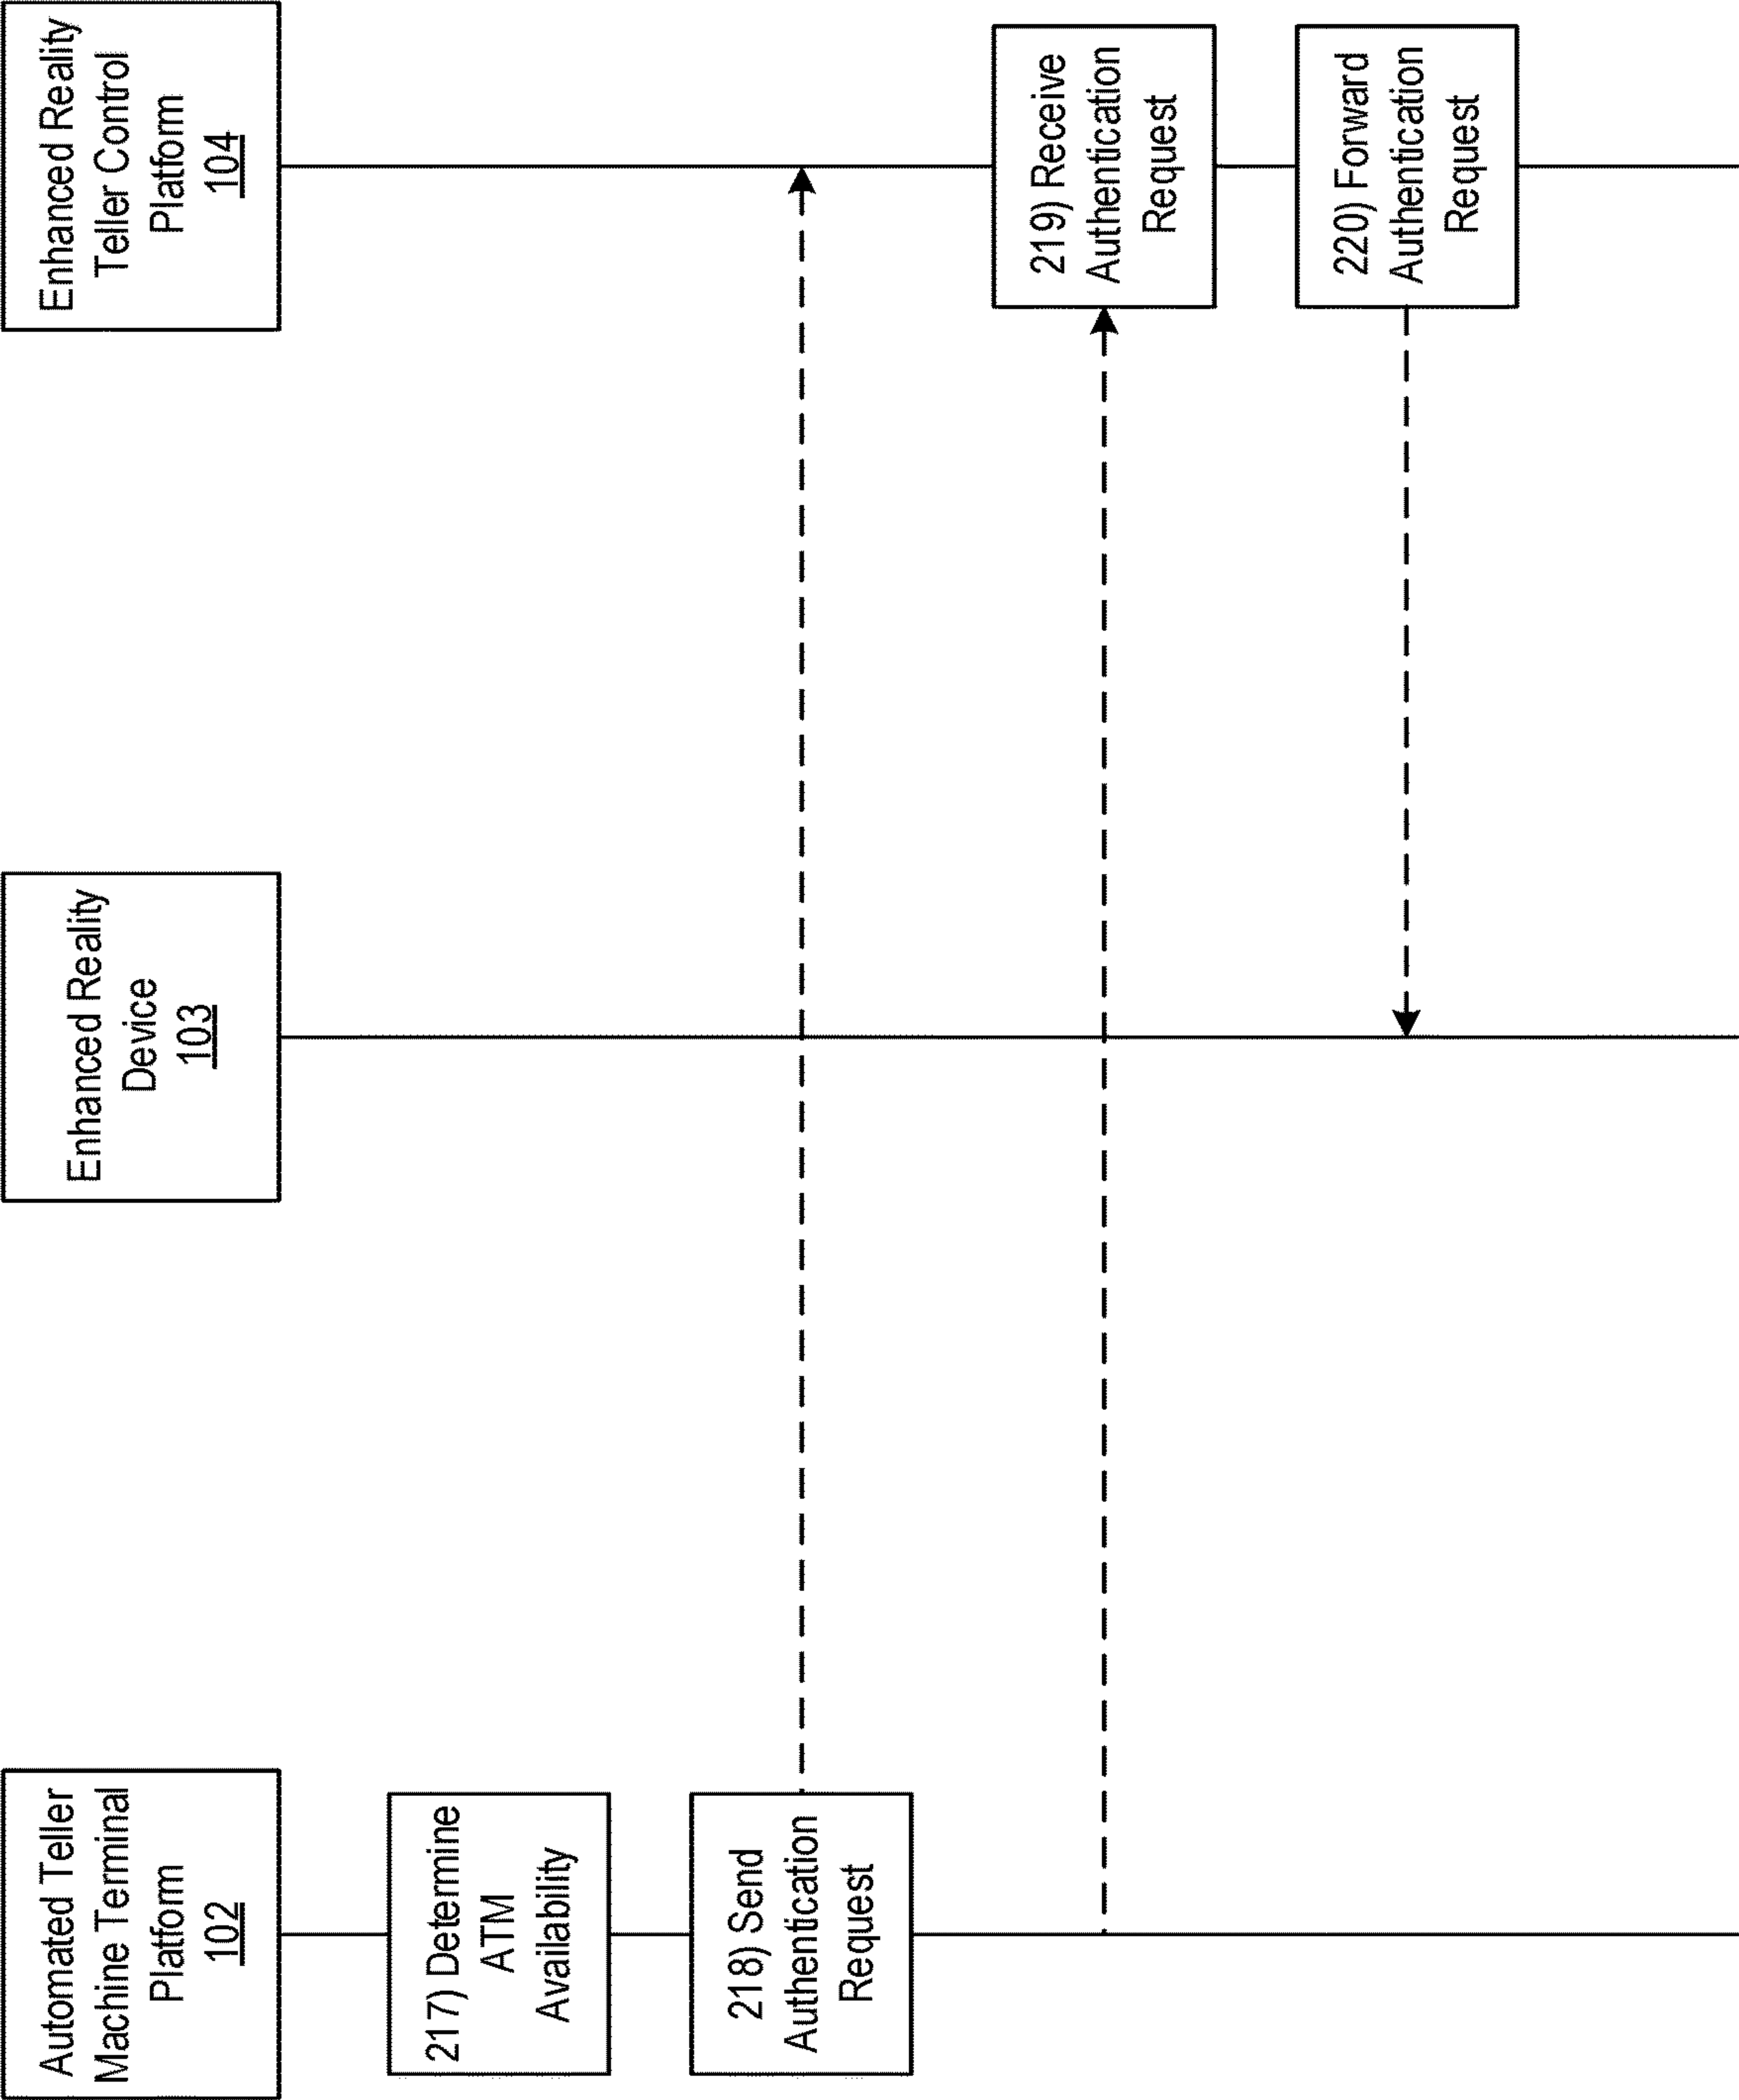 Automated Teller
Machine Terminal
Platform
102
Enhanced Reality
Device
103
Enhanced Reality
Teller Control
Platform
104
217) Determine
ATM
Availability
218) Send
Authentication
Request
219) Receive
Authentication
Request
220) Forward
Authentication
Request